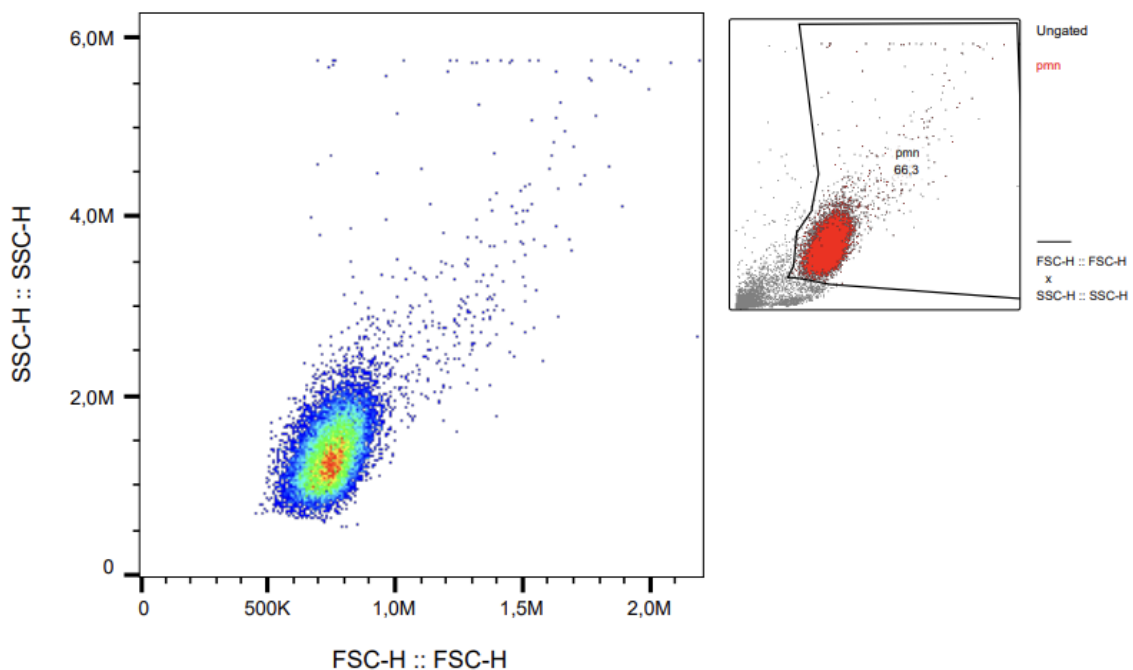 6,0M
4,0M
2,0M
0
SSC-H :: SSC-H
0
500K
1,0M
1,5M
2,0M
FSC-H :: FSC-H
pmn
66,3
Ungated
pmn
FSC-H :: FSC-H
x
SSC-H :: SSC-H